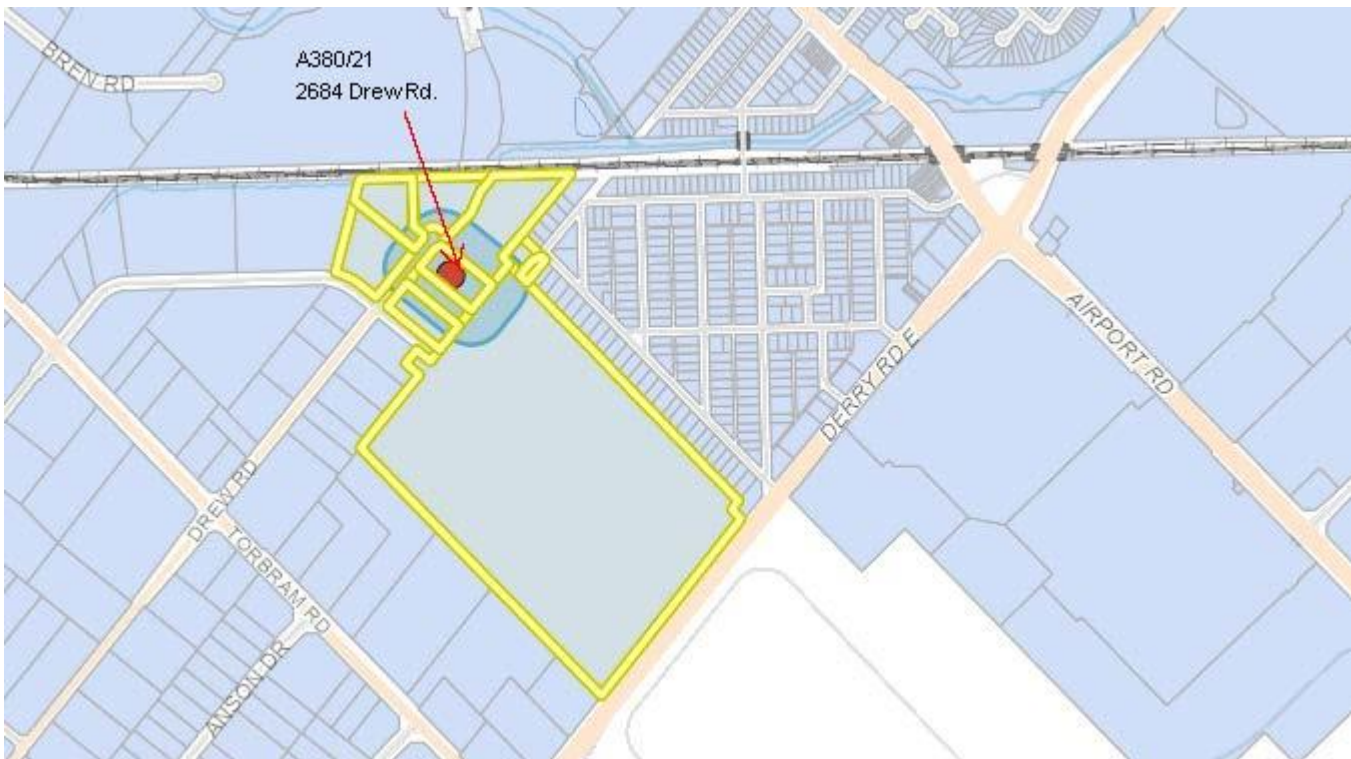 BREN RD
A380/21
2684 Drew Rd.
AIRPORT RD
DERRY RD E
DREW RD
TORBRAM RD
ANSON DR